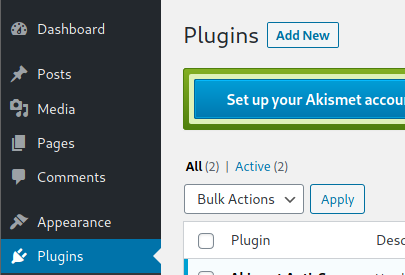 Dashboard
Posts
Media
Pages
Comments
Appearance
Plugins
Plugins Add New
Set up your Akismet accou
All (2) | Active (2)
Bulk Actions Apply
Plugin Desc